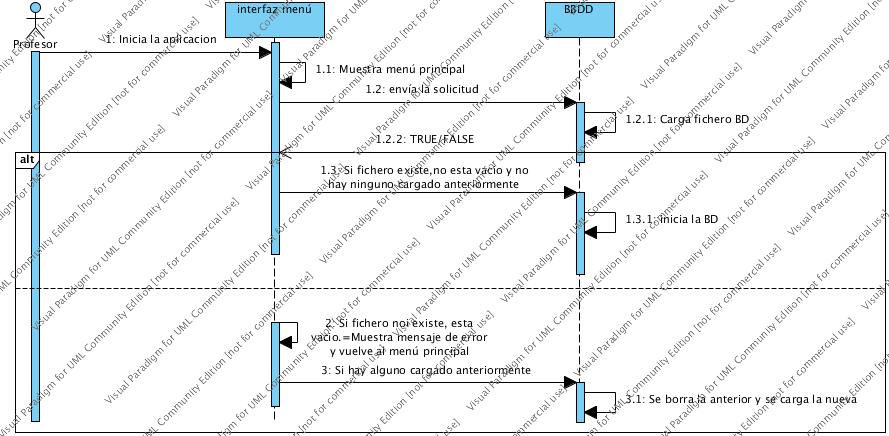 interfaz menú
BBDD
Profesor
1: Inicia la aplicacion
1.1: Muestra menú principal
1.2: envía la solicitud
1.2.1: Carga fichero BD
1.2.2: TRUE/FALSE
alt
1.3: Si fichero existe,no esta vacio y no
hay ninguno cargado anteriormente
1.3.1: inicia la BD
2: Si fichero noi existe, esta
vacio.=Muestra mensaje de error
y vuelve al menú principal
3: Si hay alguno cargado anteriormente
3.1: Se borra la anterior y se carga la nueva
Visual Paradigm for UML Community Edition [not for commercial use]